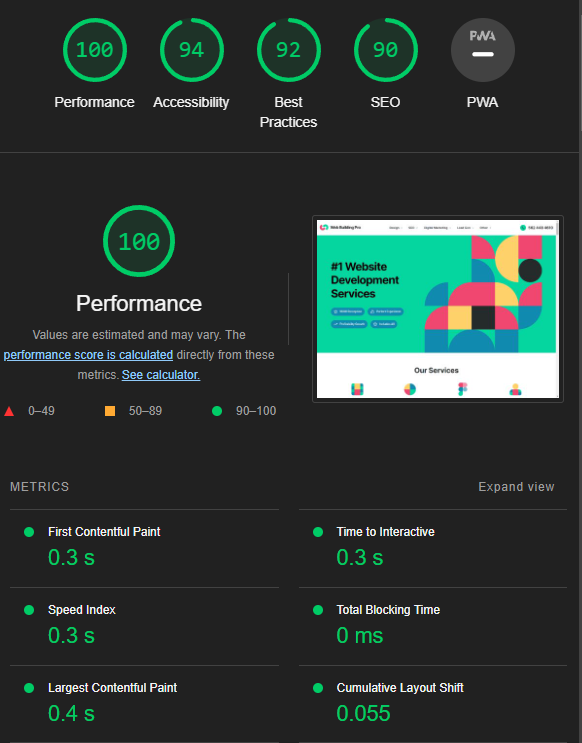 100
94
92
90
PWA
Performance
Accessibility
Best
Practices
SEO
PWA
100
Performance
Values are estimated and may vary. The
performance score is calculated directly from these
metrics. See calculator.
0–49
50–89
90–100
Web Building Pro
#1 Website
Development
Services
Our Services
METRICS
Expand view
First Contentful Paint
0.3 s
Time to Interactive
0.3 s
Speed Index
0.3 s
Total Blocking Time
0 ms
Largest Contentful Paint
0.4 s
Cumulative Layout Shift
0.055